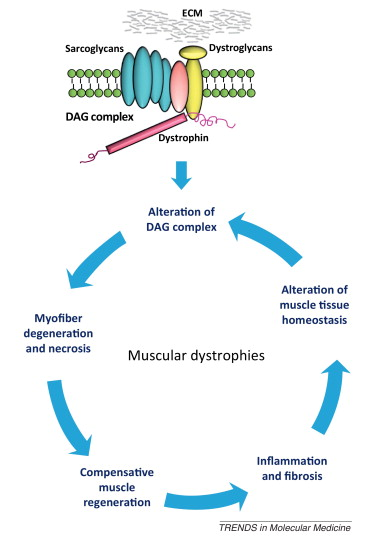 ECM
Sarcoglycans
Dystroglycans
DAG complex
Dystrophin
Alteration of
DAG complex
Alteration of
muscle tissue
homeostasis
Myofiber
degeneration
and necrosis
Muscular dystrophies
Inflammation
and fibrosis
Compensative
muscle
regeneration
TRENDS in Molecular Medicine